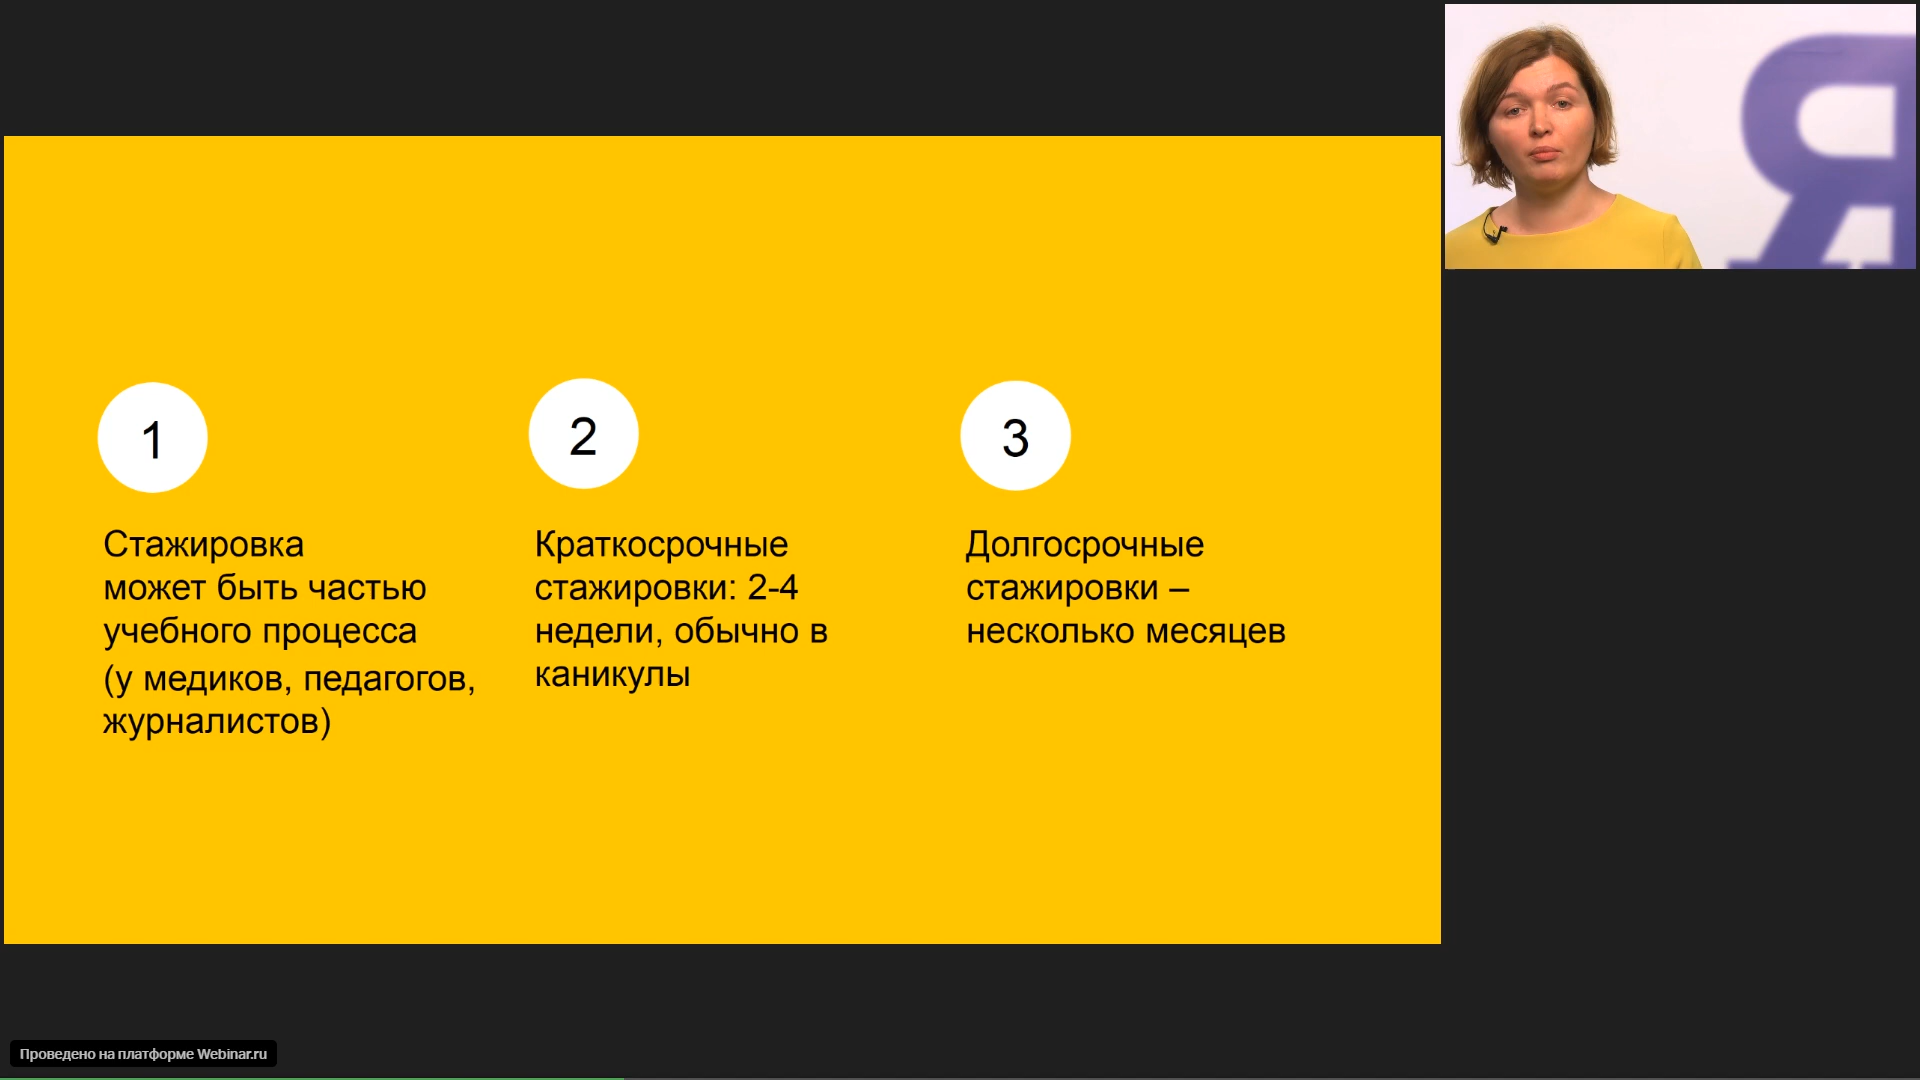 Я
1
Стажировка
может быть частью
учебного процесса
(у медиков, педагогов,
журналистов)
2
Краткосрочные
стажировки: 2-4
недели, обычно в
каникулы
3
Долгосрочные
стажировки –
несколько месяцев
Проведено на платформе Webinar.ru